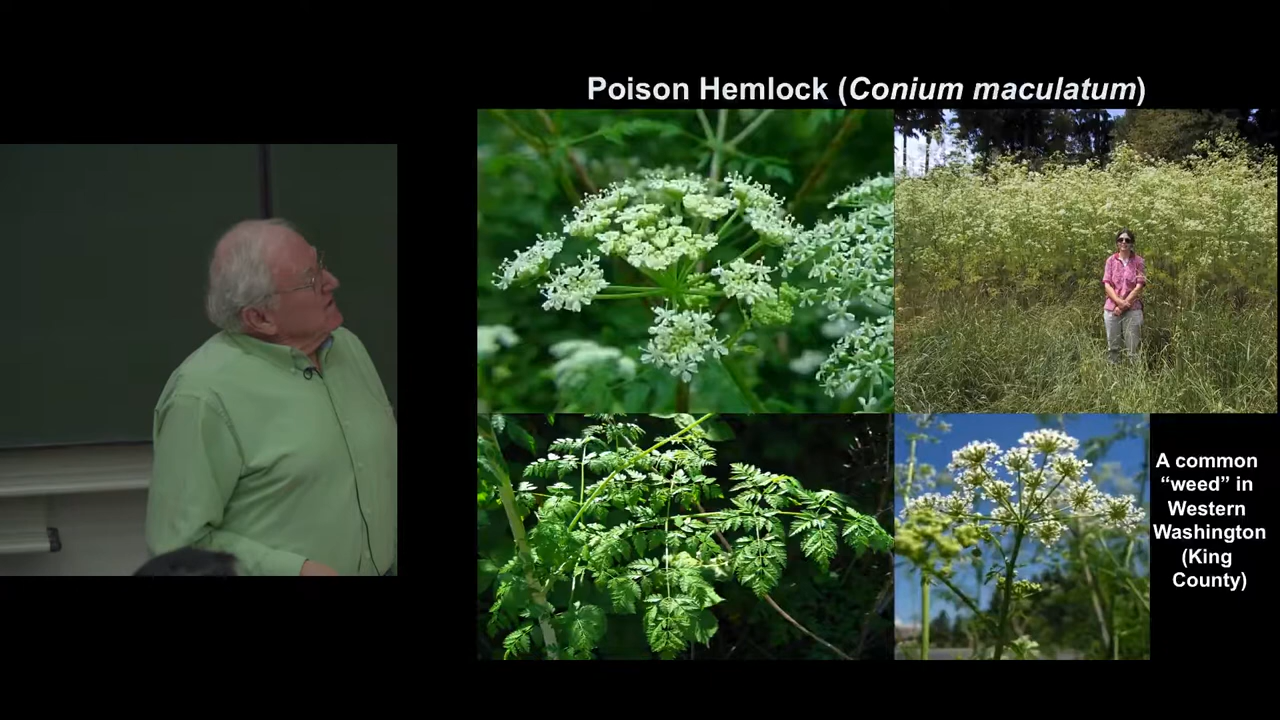 Poison Hemlock (Conium maculatum)
A common
“weed” in
Western
Washington
(King
County)